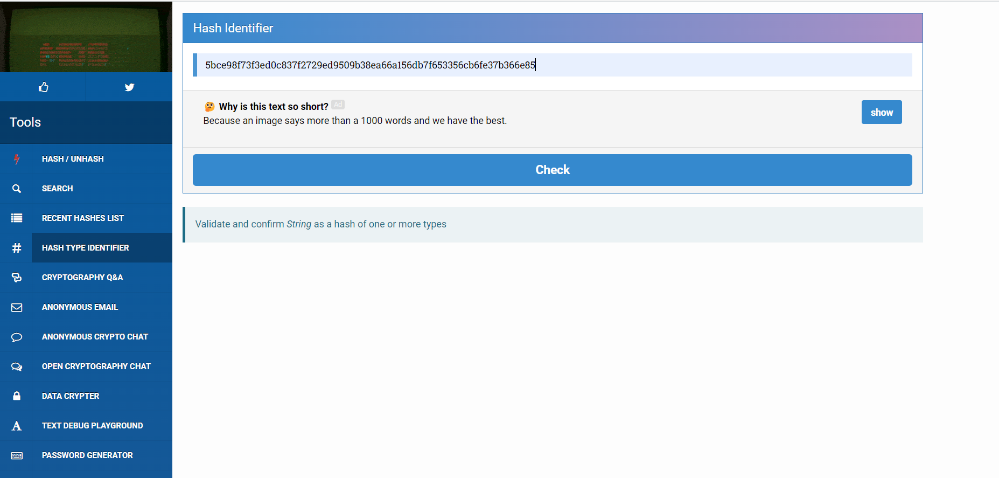 Hash Identifier
5bce98f73f3ed0c837f2729ed9509b38ea66a156db7f653356cb6fe37b366e85
🤔 Why is this text so short? Ad
Because an image says more than a 1000 words and we have the best.
show
Check
Validate and confirm String as a hash of one or more types
Tools
HASH / UNHASH
SEARCH
RECENT HASHES LIST
# HASH TYPE IDENTIFIER
CRYPTOGRAPHY Q&A
ANONYMOUS EMAIL
ANONYMOUS CRYPTO CHAT
OPEN CRYPTOGRAPHY CHAT
DATA CRYPTER
A TEXT DEBUG PLAYGROUND
PASSWORD GENERATOR